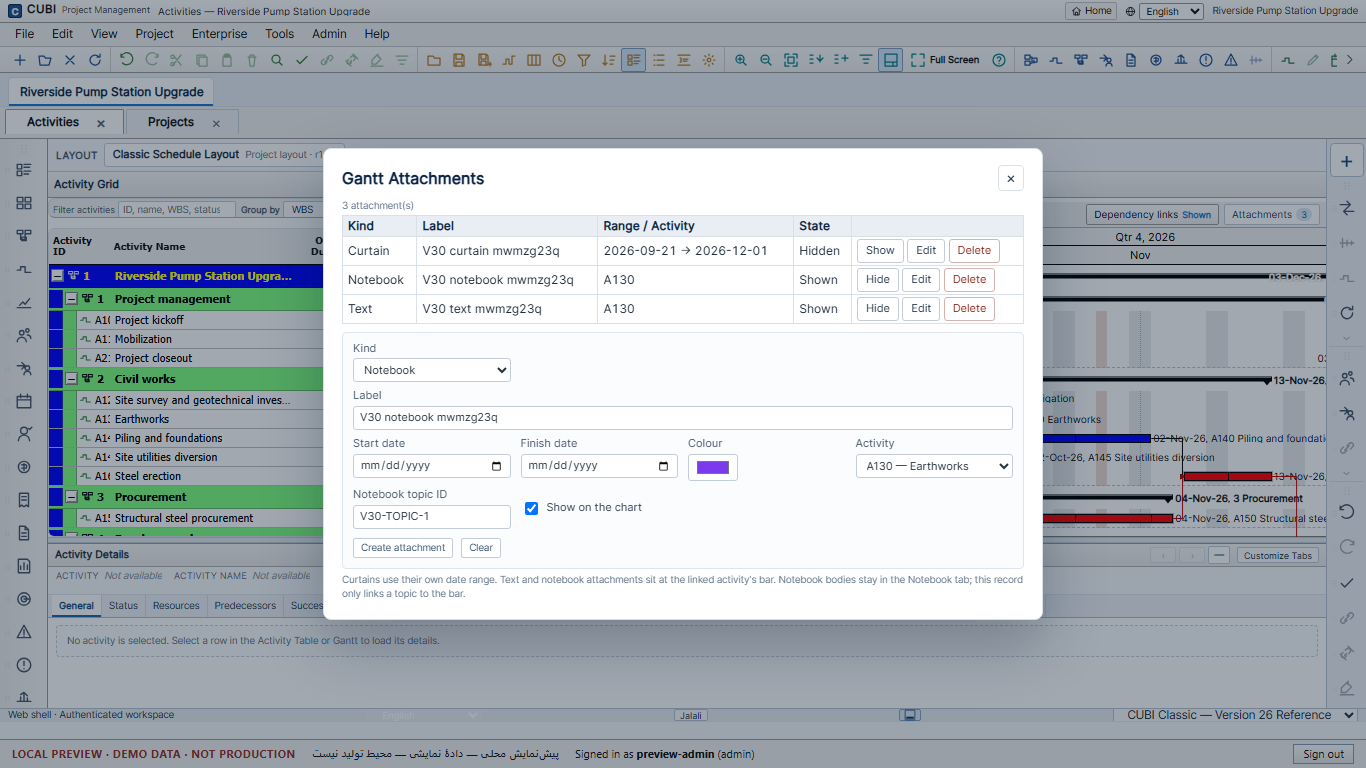 CUBI Project Management Activities — Riverside Pump Station Upgrade Home English Riverside Pump Station Upgrade
File Edit View Project Enterprise Tools Admin Help
Full Screen
Riverside Pump Station Upgrade
Activities × Projects ×
LAYOUT Classic Schedule Layout Project layout · r1
Activity Grid
Filter activities ID, name, WBS, status Group by WBS
Dependency links Shown Attachments 3
Activity ID Activity Name
Qtr 4, 2026
Nov
1 Riverside Pump Station Upgra...
03-Dec-26
1 Project management
Project kickoff
Mobilization
Project closeout
2 Civil works
13-Nov-26,
Site survey and geotechnical inves...
Earthworks
Earthworks
Piling and foundations
02-Nov-26, A140 Piling and foundati
Site utilities diversion
-Oct-26, A145 Site utilities diversion
Steel erection
13-Nov-26
3 Procurement
04-Nov-26, 3 Procurement
Structural steel procurement
04-Nov-26, A150 Structural stee
Gantt Attachments
×
3 attachment(s)
Kind Label Range / Activity State
Curtain V30 curtain mwmzg23q 2026-09-21 → 2026-12-01 Hidden Show Edit Delete
Notebook V30 notebook mwmzg23q A130 Shown Hide Edit Delete
Text V30 text mwmzg23q A130 Shown Hide Edit Delete
Kind
Notebook
Label
V30 notebook mwmzg23q
Start date Finish date Colour Activity
mm/dd/yyyy mm/dd/yyyy A130 — Earthworks
Notebook topic ID
V30-TOPIC-1 Show on the chart
Create attachment Clear
Curtains use their own date range. Text and notebook attachments sit at the linked activity's bar. Notebook bodies stay in the Notebook tab; this record
only links a topic to the bar.
Activity Details
Customize Tabs
ACTIVITY Not available ACTIVITY NAME Not available
General Status Resources Predecessors Succes
No activity is selected. Select a row in the Activity Table or Gantt to load its details.
Web shell · Authenticated workspace English Jalali CUBI Classic — Version 26 Reference
LOCAL PREVIEW · DEMO DATA · NOT PRODUCTION پیش‌نمایش محلی — دادهٔ نمایشی — محیط تولید نیست Signed in as preview-admin (admin) Sign out